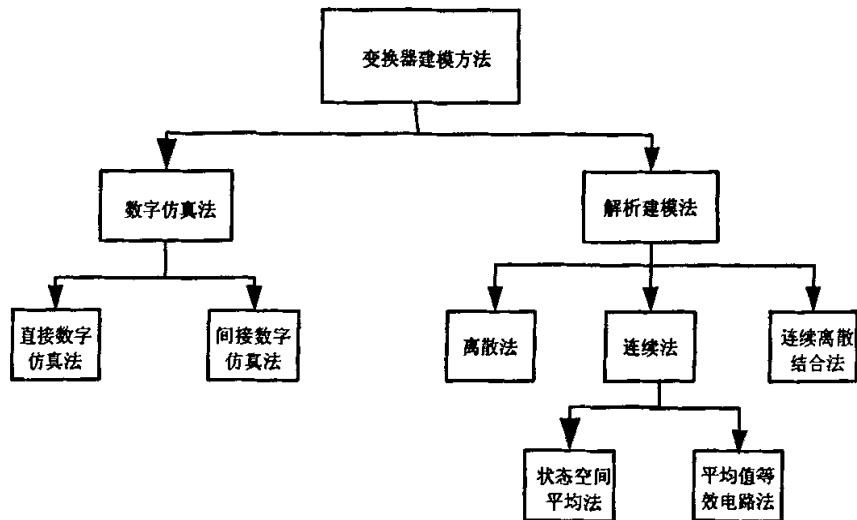 变换器建模方法
数字仿真法
解析建模法
直接数字
仿真法
间接数字
仿真法
离散法
连续法
连续离散
结合法
状态空间
平均法
平均值等
效电路法